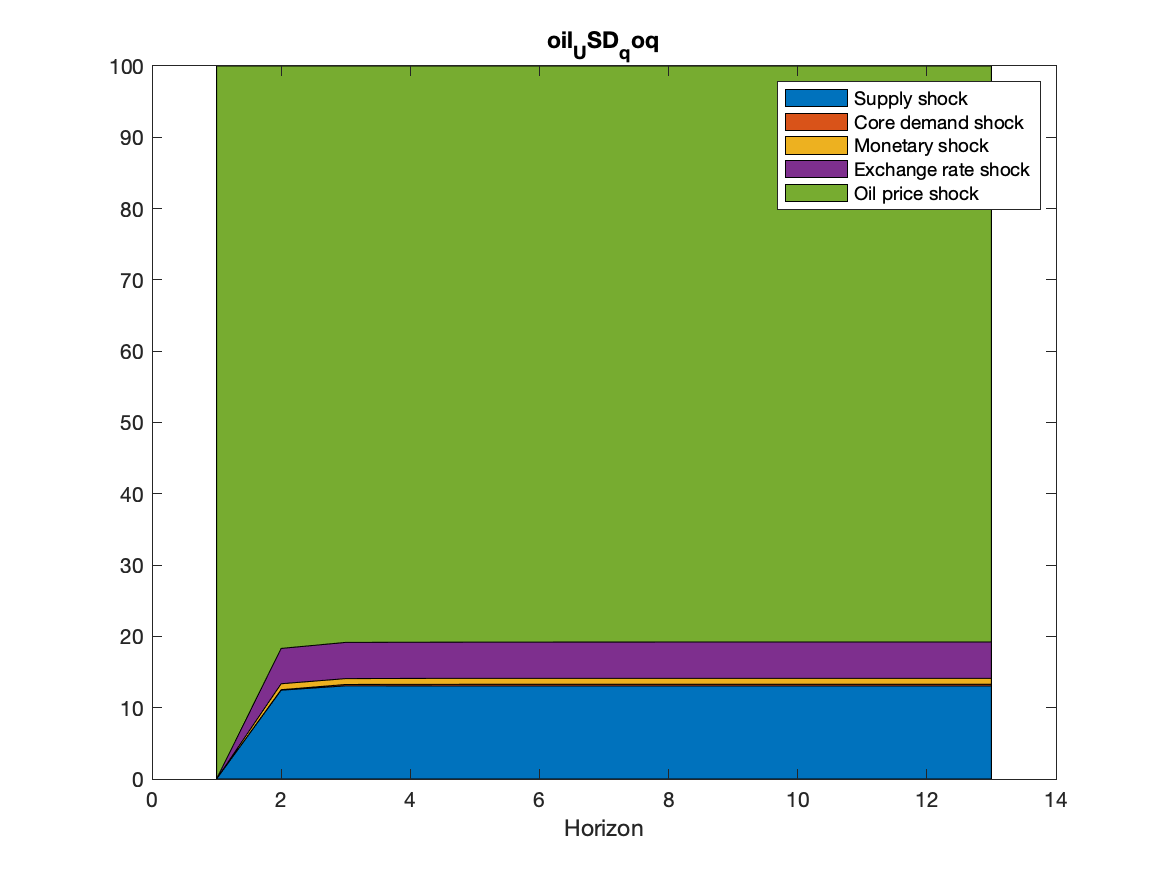 oil_USD_qoq
100
90
80
70
60
50
40
30
20
10
0
0 2 4 6 8 10 12 14
Horizon
Supply shock
Core demand shock
Monetary shock
Exchange rate shock
Oil price shock